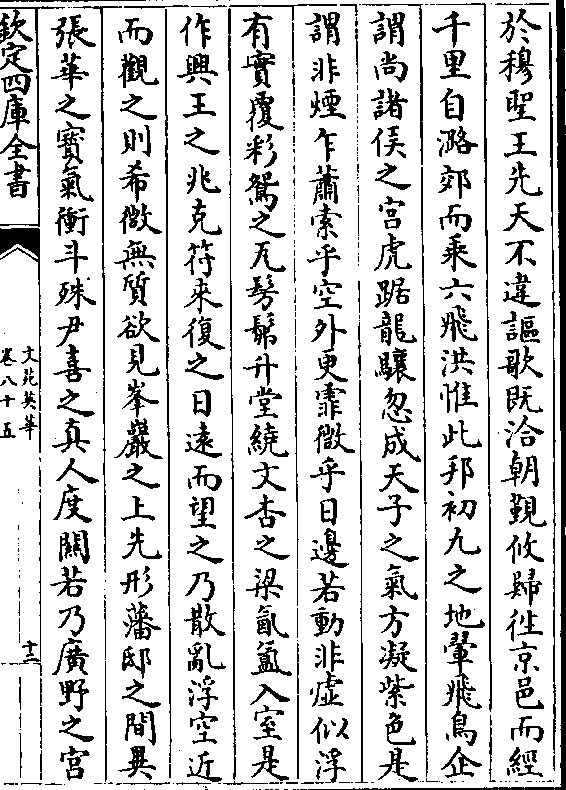 於穆聖王先天不違謳歌既洽朝覲攸歸往京邑而經
千里自潞郊而乘六飛洪惟此邦初九之地翬飛鳥企
謂尚諸侯之宮虎踞龍驤忽成天子之氣方凝紫色是
謂非煙乍蕭索乎空外更霏微乎日邊若動非虛似浮
有實覆彩鴛之瓦髣髴升堂繞文杏之梁氤氳入室是
作興王之兆克符來復之日遠而望之乃散亂浮空近
而觀之則希微無質欲見峯巖之上先形藩邸之間異
張華之寳氣衝斗殊尹喜之真人度關若乃廣野之宮
欽定四庫全書
文苑英華
卷八十五
十二